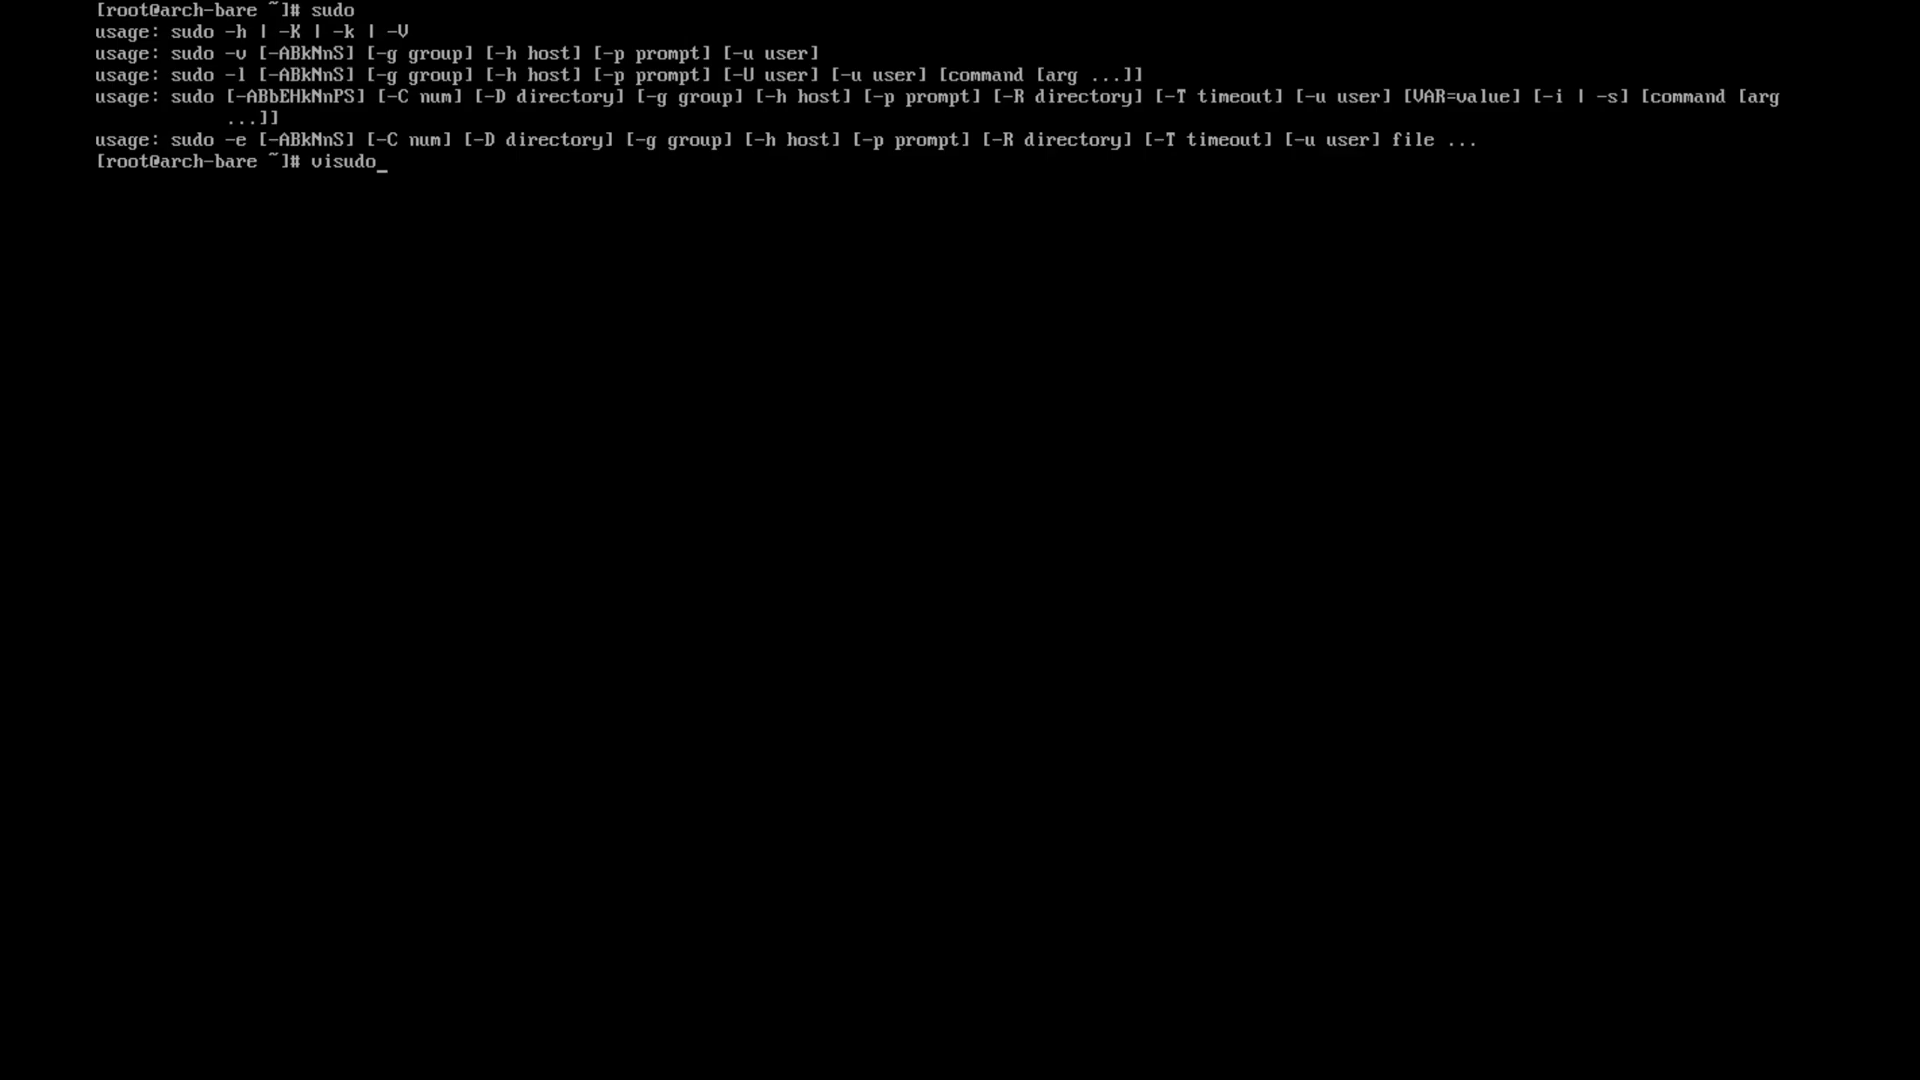 [root@arch-bare ~]# sudo
usage: sudo -h | -K | -k | -V
usage: sudo -v [-ABkNnS] [-g group] [-h host] [-p prompt] [-u user]
usage: sudo -l [-ABkNnS] [-g group] [-h host] [-p prompt] [-U user] [-u user] [command [arg ...]]
usage: sudo [-ABbEHkNnPS] [-C num] [-D directory] [-g group] [-h host] [-p prompt] [-R directory] [-T timeout] [-u user] [VAR=value] [-i | -s] [command [arg
...]]
usage: sudo -e [-ABkNnS] [-C num] [-D directory] [-g group] [-h host] [-p prompt] [-R directory] [-T timeout] [-u user] file ...
[root@arch-bare ~]# visudo_